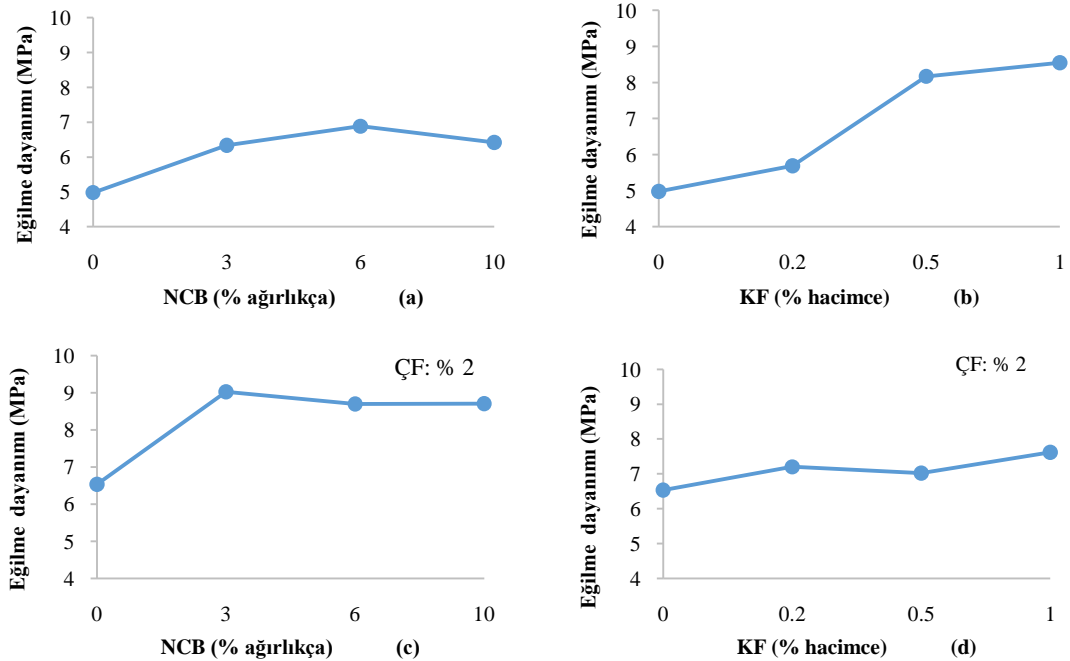 Eğilme dayanımı (MPa)
10
9
8
7
6
5
4
0 3 6 10
NCB (% ağırlıkça) (a)
Eğilme dayanımı (MPa)
10
9
8
7
6
5
4
0 0.2 0.5 1
KF (% hacimce) (b)
Eğilme dayanımı (MPa)
10
9
8
7
6
5
4
ÇF: % 2
0 3 6 10
NCB (% ağırlıkça) (c)
Eğilme dayanımı (MPa)
10
9
8
7
6
5
4
ÇF: % 2
0 0.2 0.5 1
KF (% hacimce) (d)